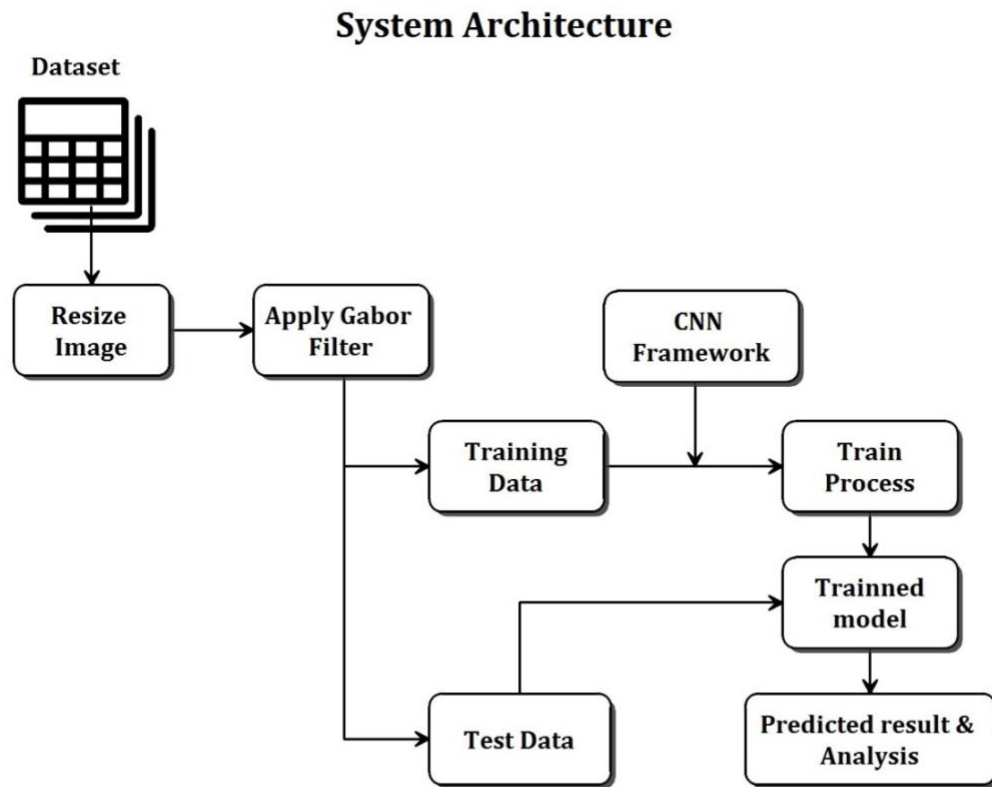 System Architecture
Dataset
Resize
Image
Apply Gabor
Filter
CNN
Framework
Training
Data
Train
Process
Trainned
model
Test Data
Predicted result &
Analysis